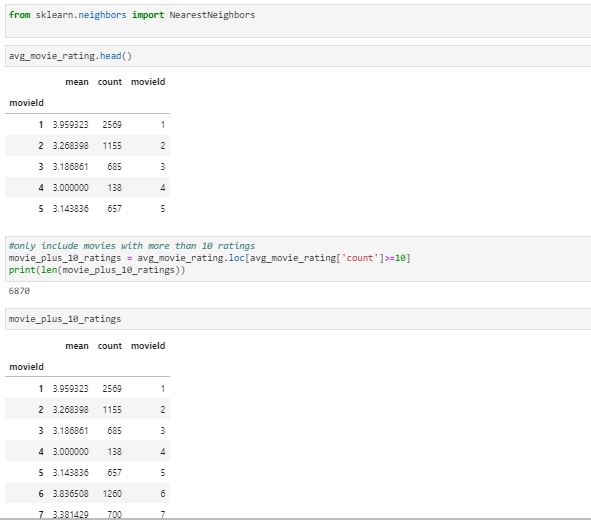 from sklearn.neighbors import NearestNeighbors
avg_movie_rating.head()
mean count movieId
movieId
1 3.959323 2569 1
2 3.268398 1155 2
3 3.186861 685 3
4 3.000000 138 4
5 3.143836 657 5
#only include movies with more than 10 ratings
movie_plus_10_ratings = avg_movie_rating.loc[avg_movie_rating['count']>=10]
print(len(movie_plus_10_ratings))
6870
movie_plus_10_ratings
mean count movieId
movieId
1 3.959323 2569 1
2 3.268398 1155 2
3 3.186861 685 3
4 3.000000 138 4
5 3.143836 657 5
6 3.836508 1260 6
7 3.381429 700 7